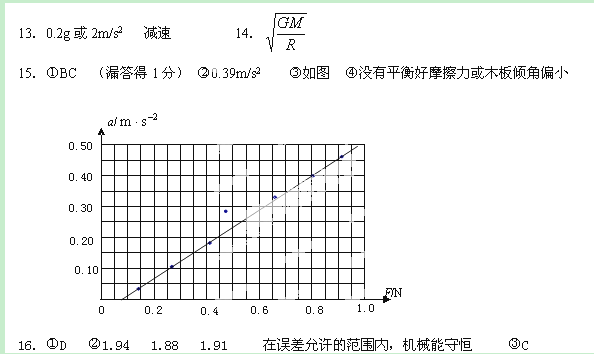 13. 0.2g或2m/s² 减速 14. √(GM/R)
15. ①BC （漏答得1分） ②0.39m/s² ③如图 ④没有平衡好摩擦力或木板倾角偏小
a/m·s⁻²
0.50
0.40
0.30
0.20
0.10
0 0.2 0.4 0.6 0.8 1.0 F/N
16. ①D ②1.94 1.88 1.91 在误差允许的范围内，机械能守恒 ③C